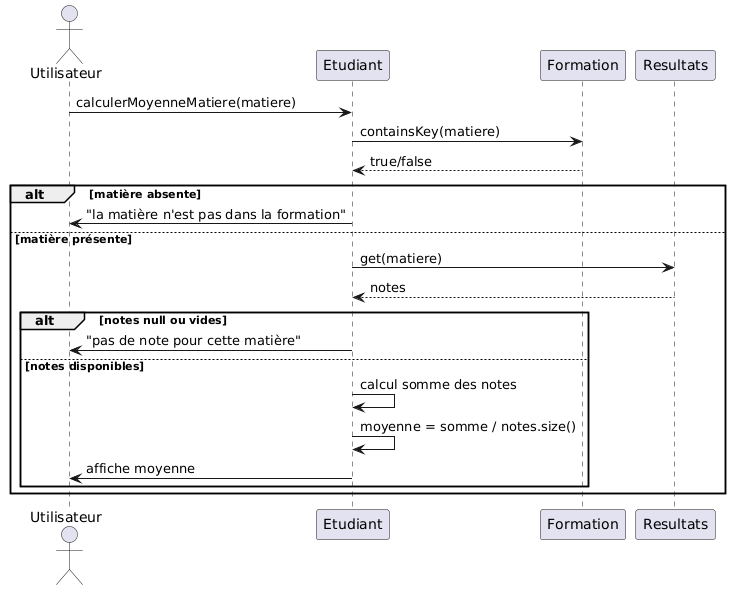 Utilisateur
Etudiant
Formation
Resultats
calculerMoyenneMatiere(matiere)
containsKey(matiere)
true/false
alt
[matière absente]
"la matière n'est pas dans la formation"
[matière présente]
get(matiere)
notes
alt
[notes null ou vides]
"pas de note pour cette matière"
[notes disponibles]
calcul somme des notes
moyenne = somme / notes.size()
affiche moyenne
Utilisateur
Etudiant
Formation
Resultats